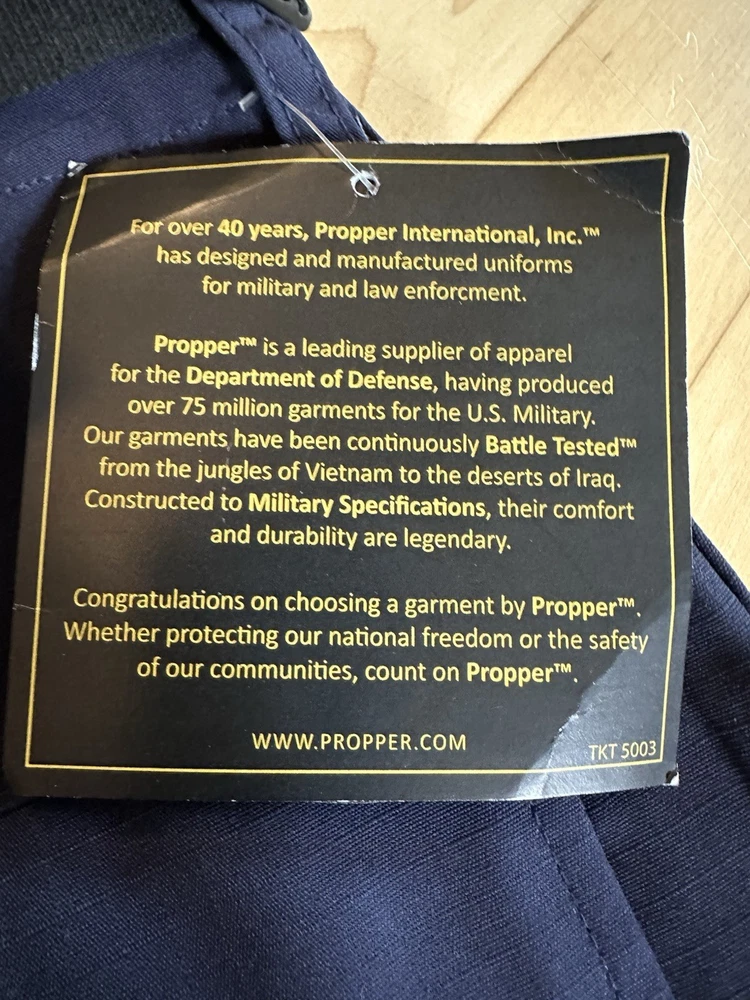 For over 40 years, Propper International, Inc.™
has designed and manufactured uniforms
for military and law enforcment.
Propper™ is a leading supplier of apparel
for the Department of Defense, having produced
over 75 million garments for the U.S. Military.
Our garments have been continuously Battle Tested™
from the jungles of Vietnam to the deserts of Iraq.
Constructed to Military Specifications, their comfort
and durability are legendary.
Congratulations on choosing a garment by Propper™.
Whether protecting our national freedom or the safety
of our communities, count on Propper™.
WWW.PROPPER.COM
TKT 5003